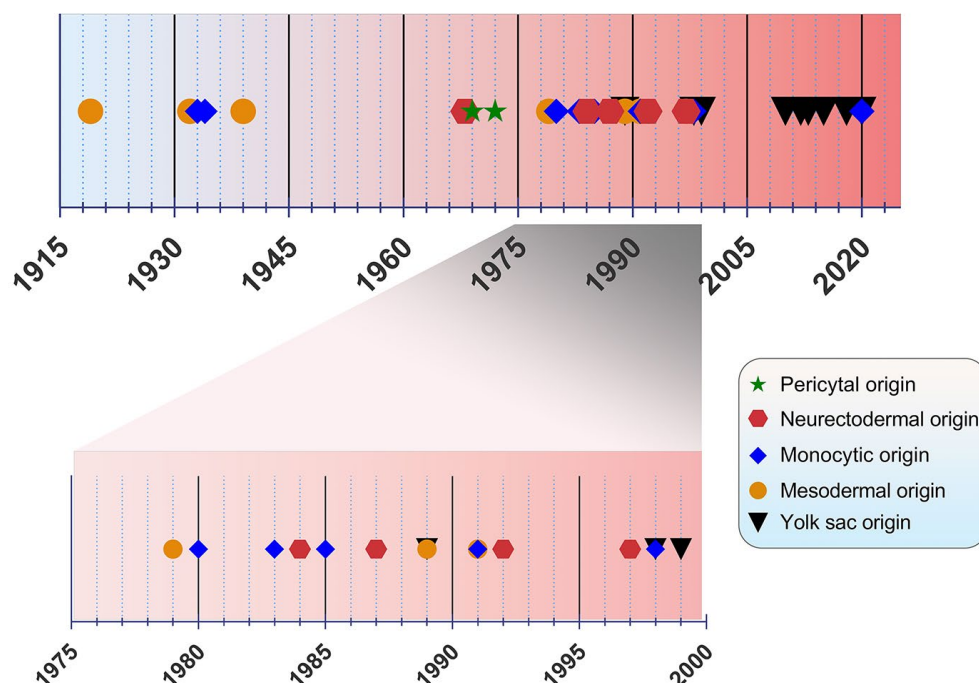 1915
1930
1945
1960
1975
1990
2005
2020
Pericytal origin
Neurectodermal origin
Monocytic origin
Mesodermal origin
Yolk sac origin
1975
1980
1985
1990
1995
2000